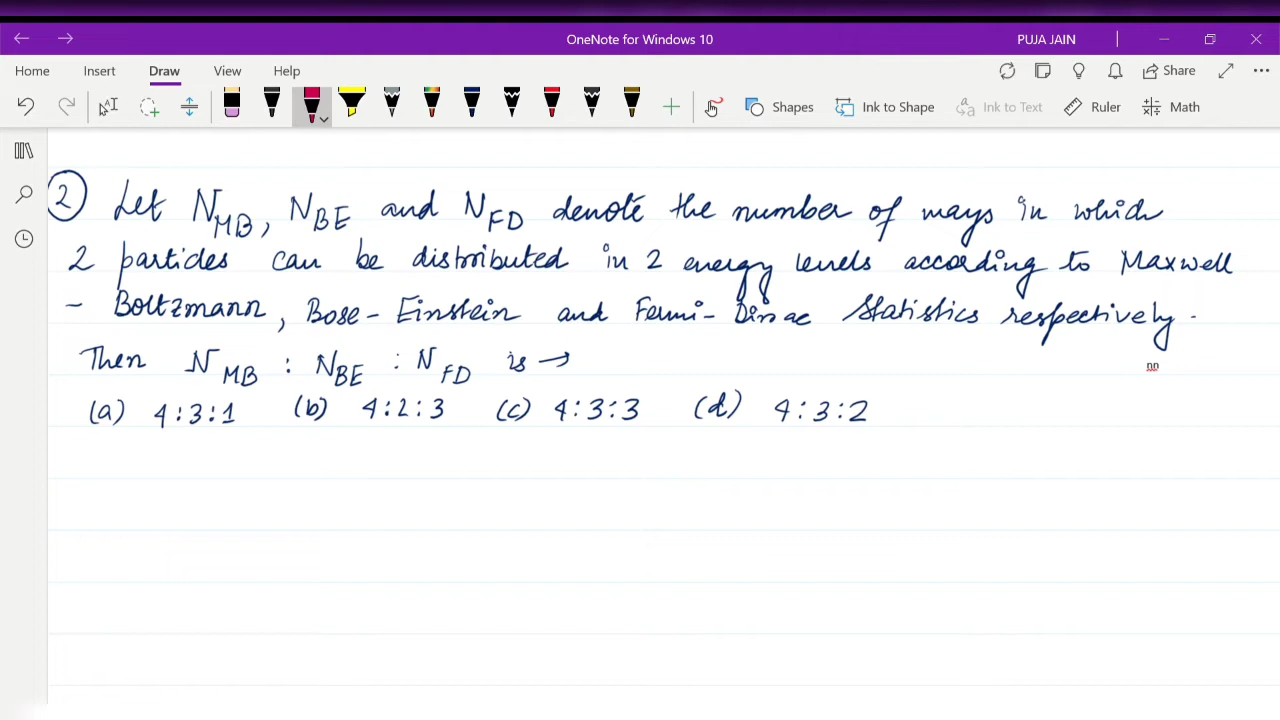 OneNote for Windows 10
PUJA JAIN
Home Insert Draw View Help
Share
Shapes Ink to Shape Ink to Text Ruler Math
2 Let N_MB, N_BE and N_FD denote the number of ways in which
2 particles can be distributed in 2 energy levels according to Maxwell
- Boltzmann, Bose-Einstein and Fermi-Dirac Statistics respectively.
nn
Then N_MB : N_BE : N_FD is →
(a) 4:3:1 (b) 4:2:3 (c) 4:3:3 (d) 4:3:2